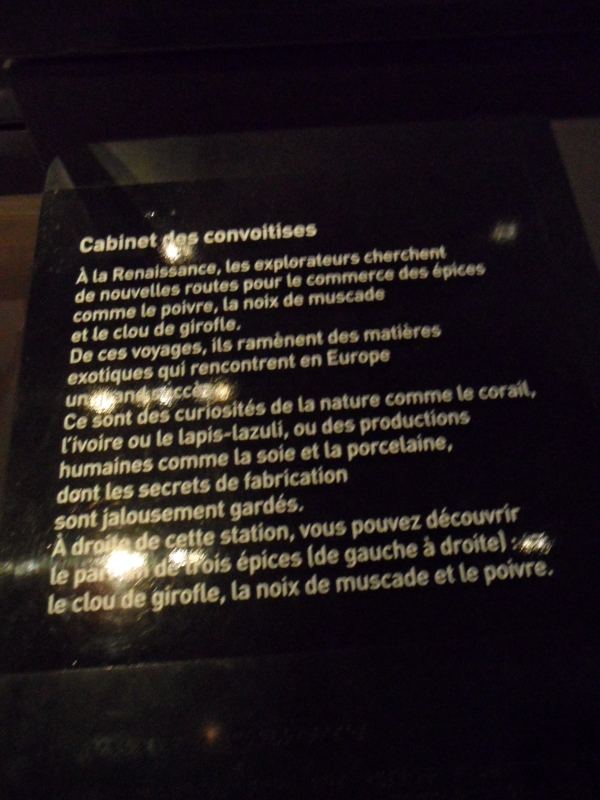 Cabinet des convoitises
À la Renaissance, les explorateurs cherchent
de nouvelles routes pour le commerce des épices
comme le poivre, la noix de muscade
et le clou de girofle.
De ces voyages, ils ramènent des matières
exotiques qui rencontrent en Europe
un grand succès.
Ce sont des curiosités de la nature comme le corail,
l'ivoire ou le lapis-lazuli, ou des productions
humaines comme la soie et la porcelaine,
dont les secrets de fabrication
sont jalousement gardés.
À droite de cette station, vous pouvez découvrir
le parfum de trois épices (de gauche à droite) :
le clou de girofle, la noix de muscade et le poivre.